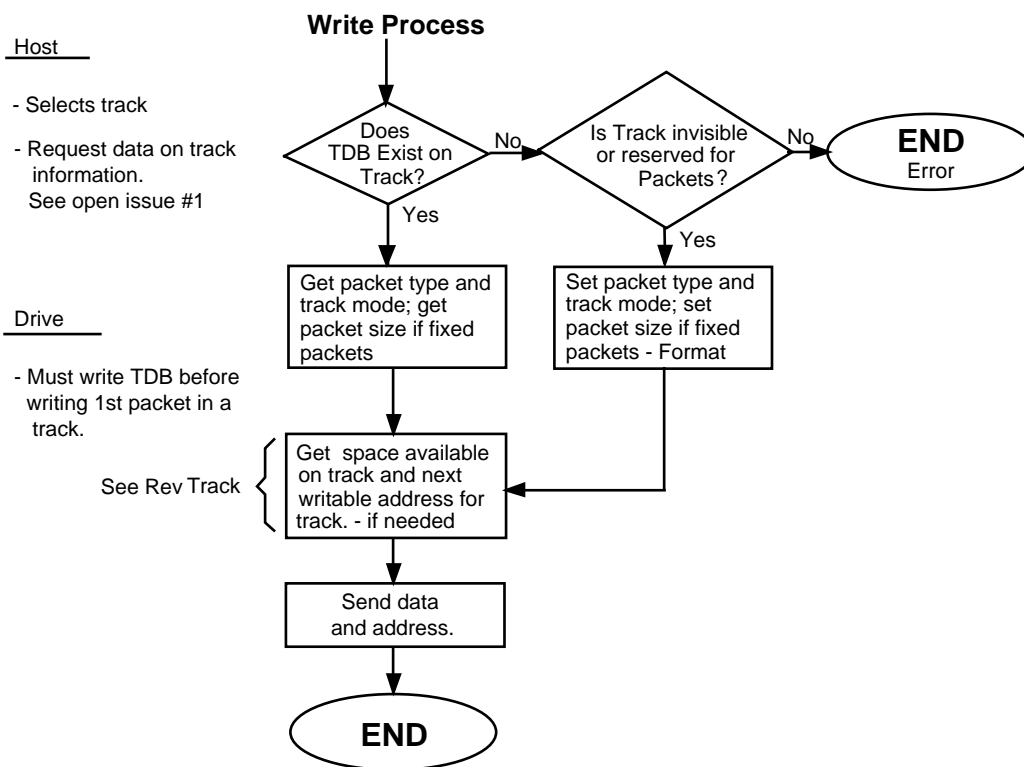 Write Process
Host
- Selects track
- Request data on track
information.
See open issue #1
Does
TDB Exist on
Track?
No
Is Track invisible
or reserved for
Packets?
No
END
Error
Yes
Yes
Get packet type and
track mode; get
packet size if fixed
packets
Set packet type and
track mode; set
packet size if fixed
packets - Format
Drive
- Must write TDB before
writing 1st packet in a
track.
See Rev Track
Get space available
on track and next
writable address for
track. - if needed
Send data
and address.
END